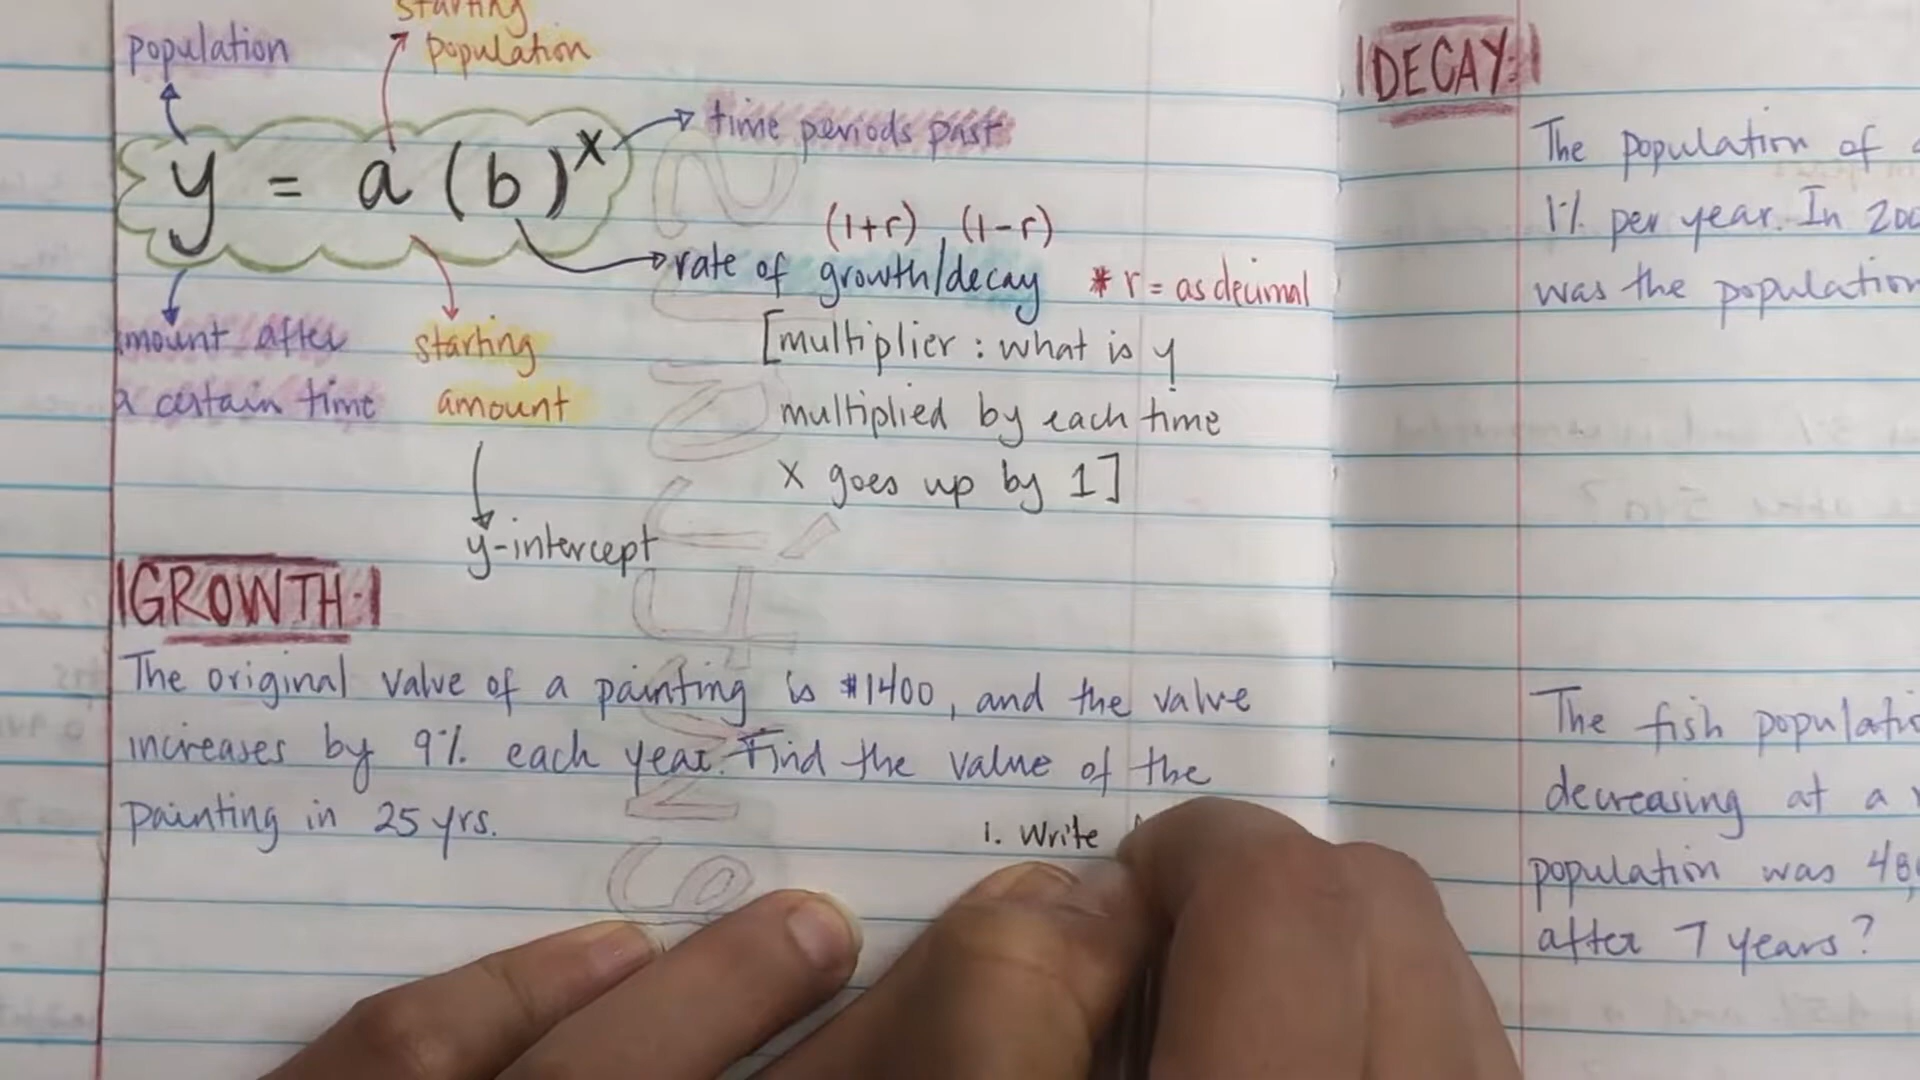 starting
population
population
time periods past
y = a (b)^x
(1+r) (1-r)
rate of growth/decay * r = as decimal
mount after
a certain time
starting
amount
[multiplier : what is y
multiplied by each time
x goes up by 1]
y-intercept
GROWTH:
The original value of a painting is $1400, and the value
increases by 9% each year. Find the value of the
painting in 25 yrs.
1. Write
DECAY:
The population of
1% per year. In 200
was the population
The fish populati
decreasing at a
population was 48
after 7 years?